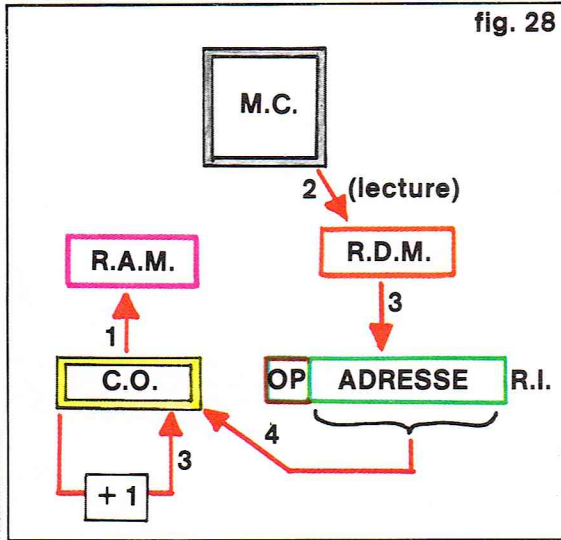 fig. 28
M.C.
2 (lecture)
R.A.M.
R.D.M.
1
3
C.O.
OP ADRESSE R.I.
4
3
+ 1